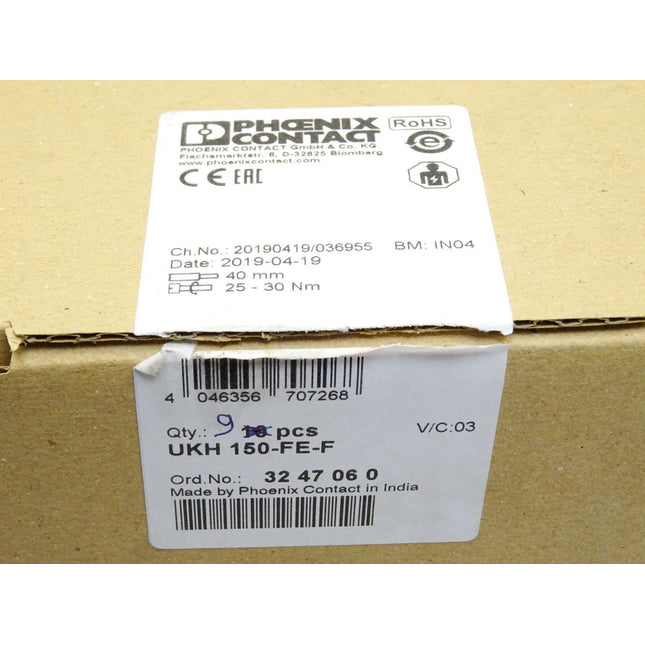 PHŒNIX
CONTACT
RoHS
PHOENIX CONTACT GmbH & Co. KG
Flachsmarktstr. 8, D-32825 Blomberg
www.phoenixcontact.com
e
CE EAC
Ch.No.: 20190419/036955 BM: IN04
Date: 2019-04-19
40 mm
25 - 30 Nm
4 046356 707268
Qty.: 9 10 pcs V/C:03
UKH 150-FE-F
Ord.No.: 32 47 06 0
Made by Phoenix Contact in India